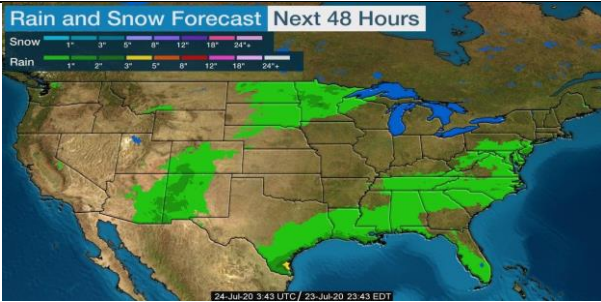 Rain and Snow Forecast Next 48 Hours
Snow 1" 3" 5" 8" 12" 18" 24"+
Rain 1" 2" 3" 5" 8" 12" 18" 24"+
24-Jul-20 3:43 UTC / 23-Jul-20 23:43 EDT